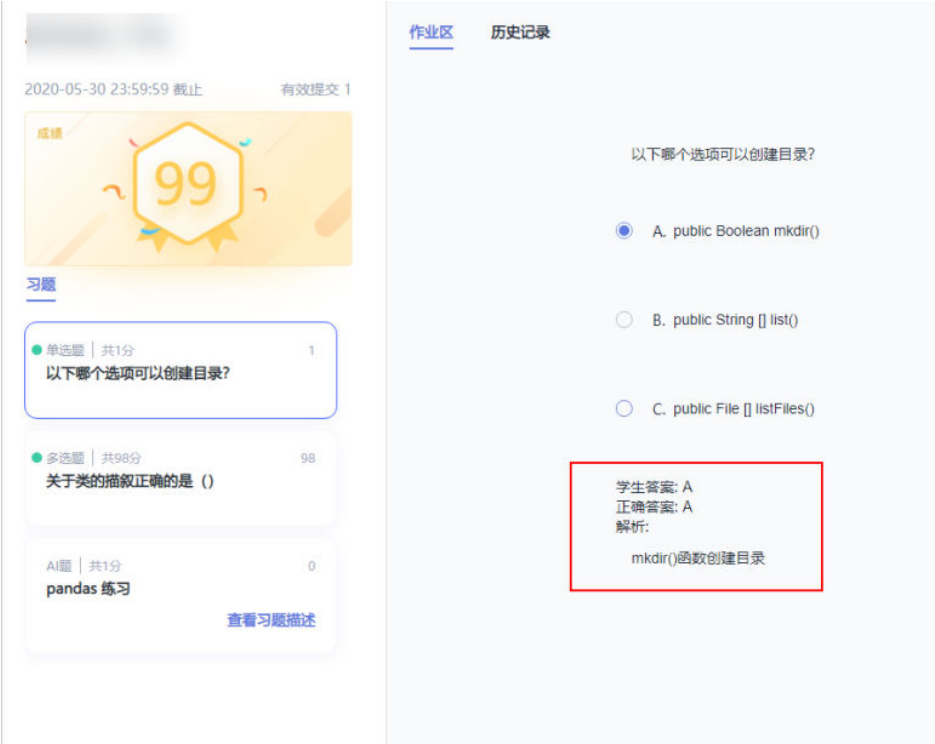 2020-05-30 23:59:59 截止 有效提交 1
成绩
99
习题
单选题 | 共1分 1
以下哪个选项可以创建目录?
多选题 | 共98分 98
关于类的描叙正确的是（）
AI题 | 共1分 0
pandas 练习
查看习题描述
作业区 历史记录
以下哪个选项可以创建目录?
A. public Boolean mkdir()
B. public String [] list()
C. public File [] listFiles()
学生答案: A
正确答案: A
解析:
mkdir()函数创建目录